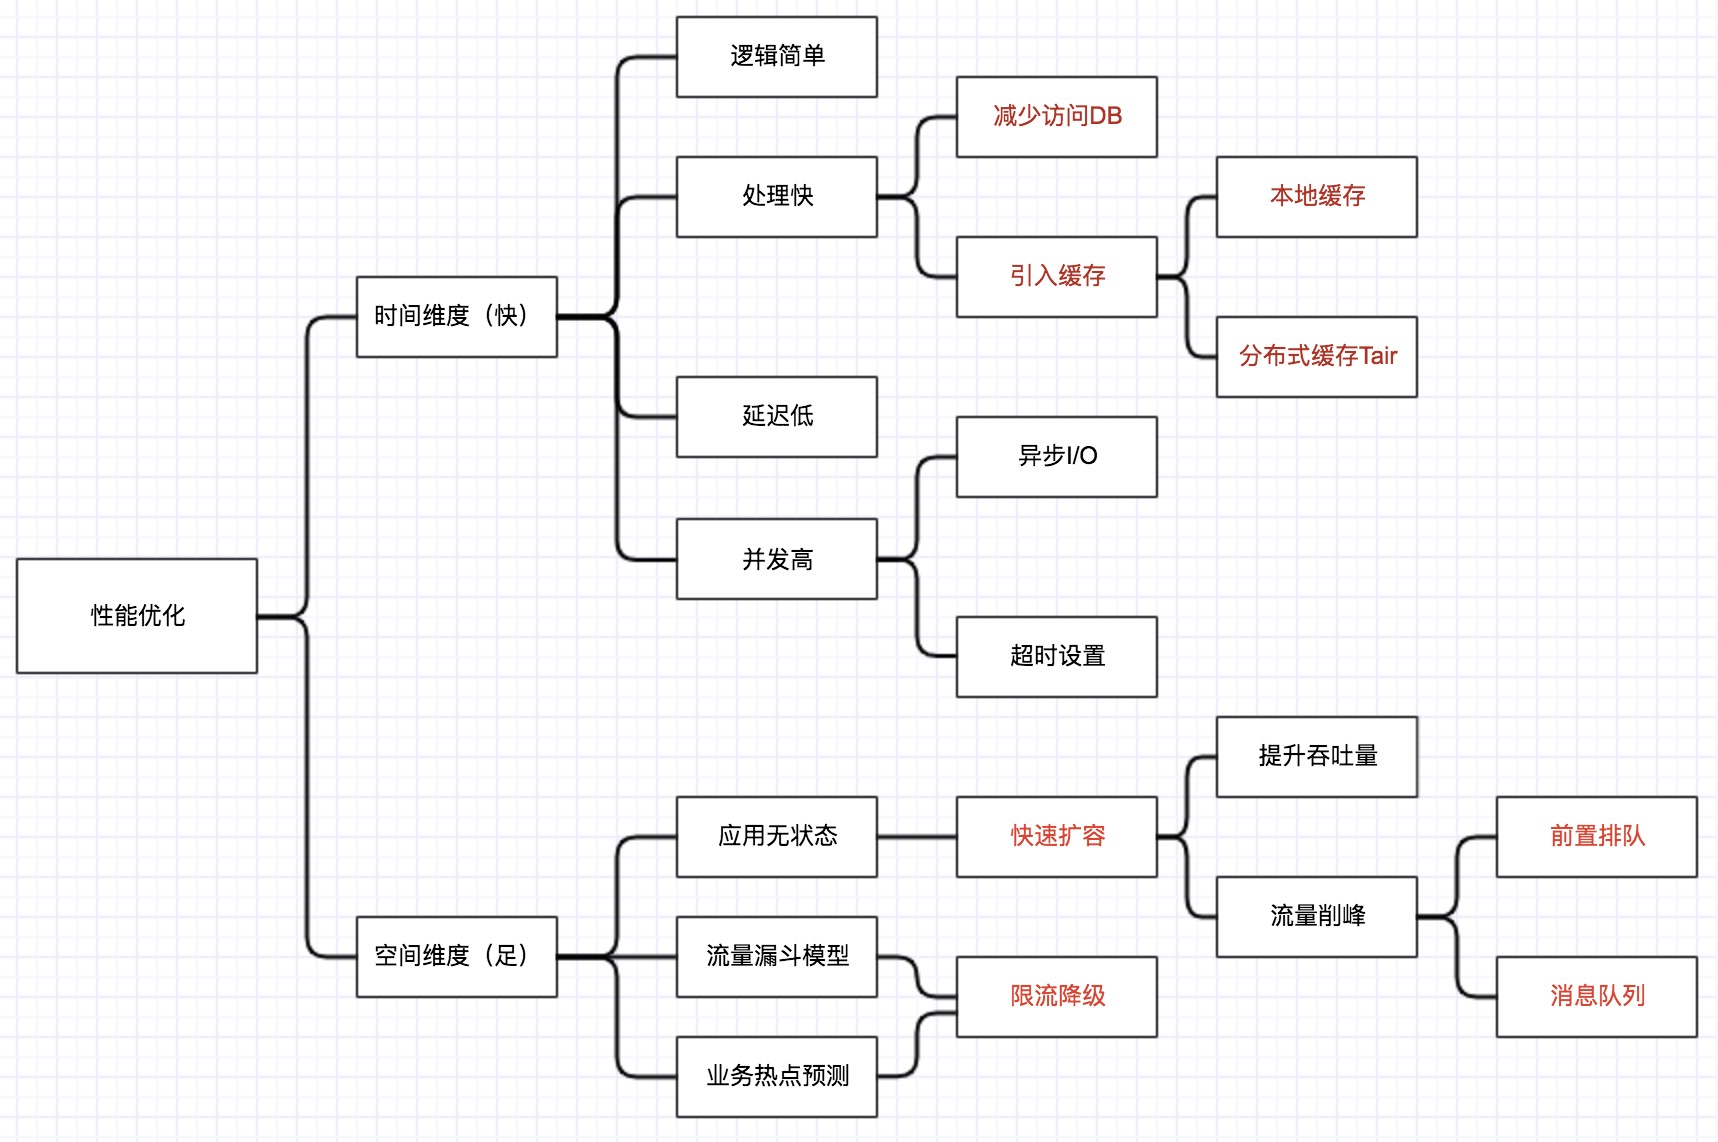 性能优化
时间维度（快）
逻辑简单
处理快
减少访问DB
引入缓存
本地缓存
分布式缓存Tair
延迟低
并发高
异步I/O
超时设置
空间维度（足）
应用无状态
快速扩容
提升吞吐量
流量削峰
前置排队
消息队列
流量漏斗模型
业务热点预测
限流降级